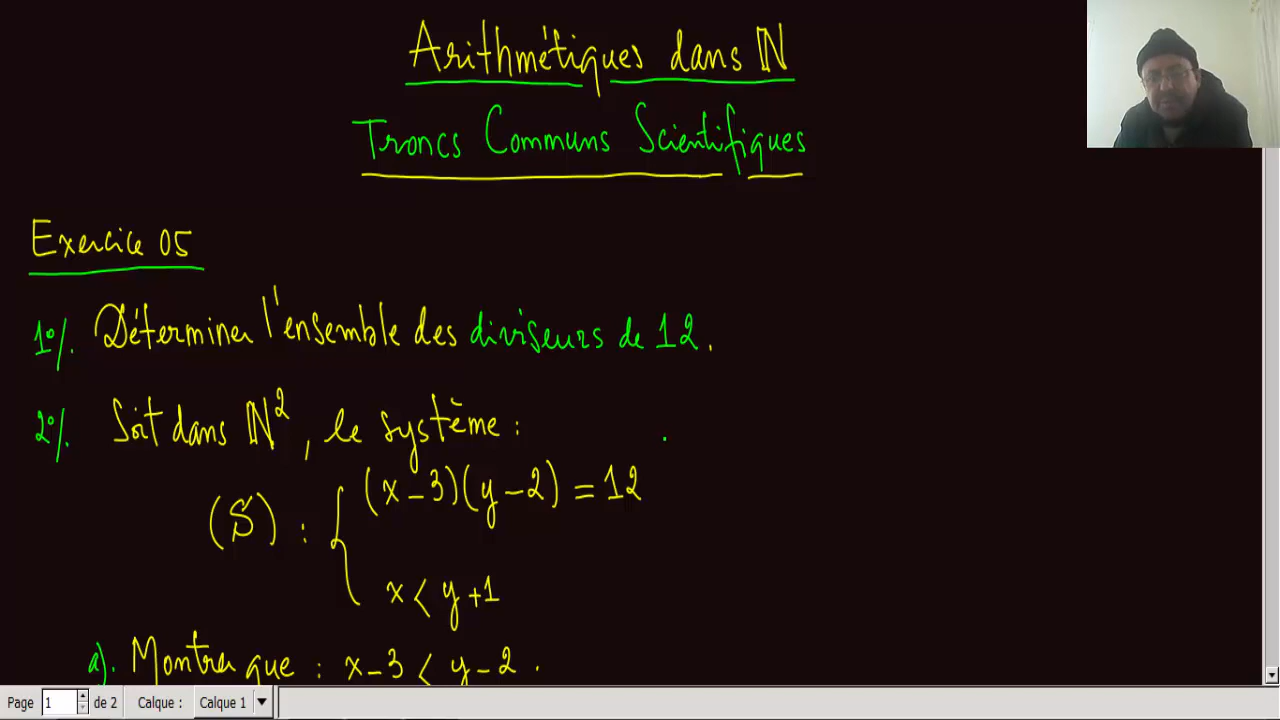 Arithmétiques dans ℕ
Troncs Communs Scientifiques
Exercice 05
1°/. Déterminer l'ensemble des diviseurs de 12.
2°/. Soit dans ℕ², le système :
(S) : { (x-3)(y-2) = 12
x < y+1
a). Montrer que : x-3 < y-2.
Page 1 de 2 Calque : Calque 1